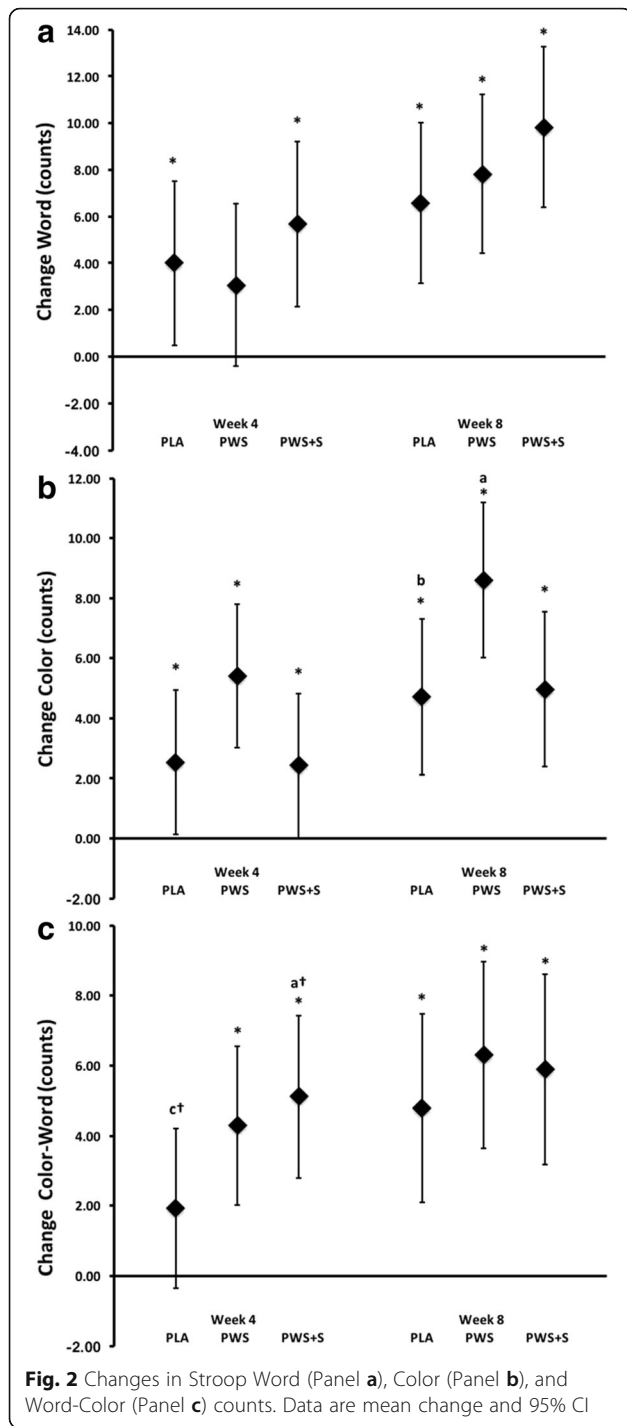 a
14.00
*
12.00
*
*
*
10.00
*
8.00
6.00
4.00
2.00
0.00
-2.00
-4.00
Change Word (counts)
Week 4
Week 8
PLA PWS PWS+S PLA PWS PWS+S
b
12.00
a
*
10.00
b
*
*
*
8.00
*
*
6.00
4.00
2.00
0.00
-2.00
Change Color (counts)
Week 4
Week 8
PLA PWS PWS+S PLA PWS PWS+S
c
10.00
*
*
*
a†
*
8.00
*
6.00
c†
4.00
2.00
0.00
-2.00
Change Color-Word (counts)
Week 4
Week 8
PLA PWS PWS+S PLA PWS PWS+S
Fig. 2 Changes in Stroop Word (Panel a), Color (Panel b), and
Word-Color (Panel c) counts. Data are mean change and 95% CI